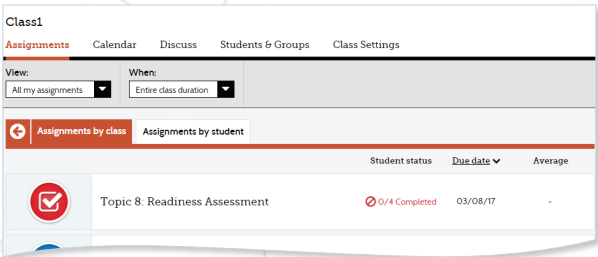 Class1
Assignments Calendar Discuss Students & Groups Class Settings
View: When:
All my assignments Entire class duration
Assignments by class Assignments by student
Student status Due date Average
Topic 8: Readiness Assessment 0/4 Completed 03/08/17 -